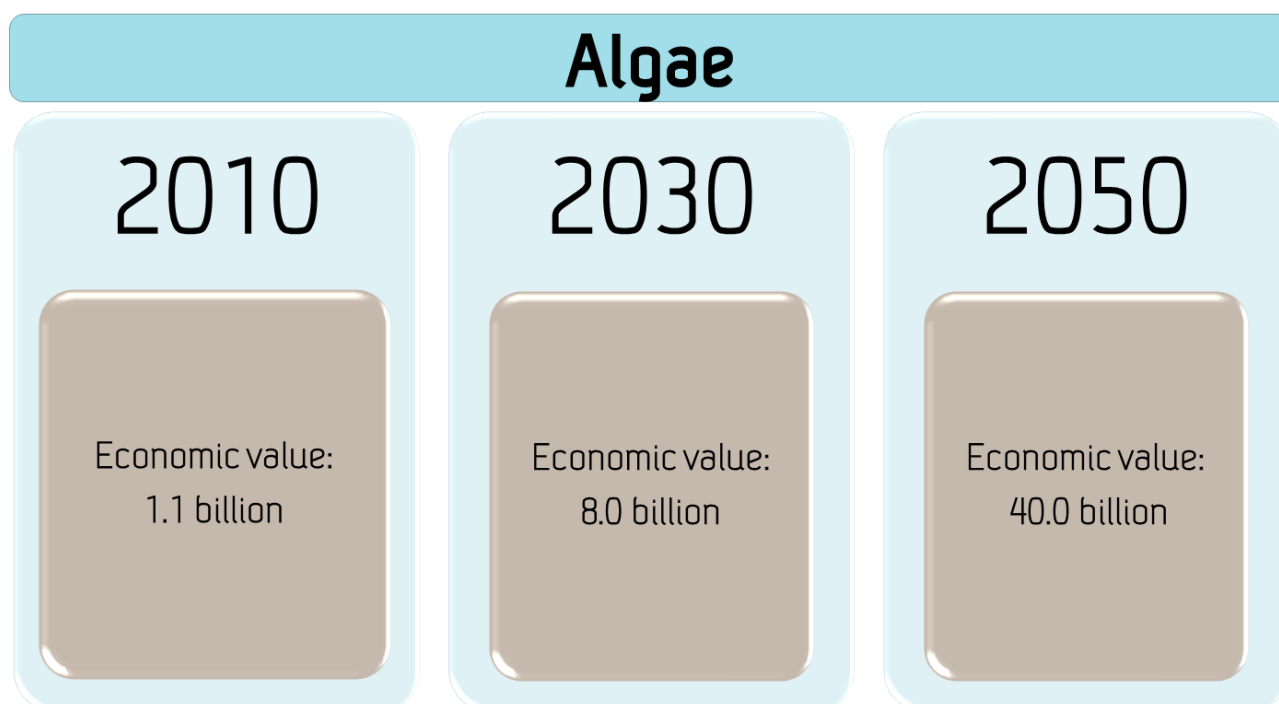 Algae
2010
2030
2050
Economic value:
1.1 billion
Economic value:
8.0 billion
Economic value:
40.0 billion